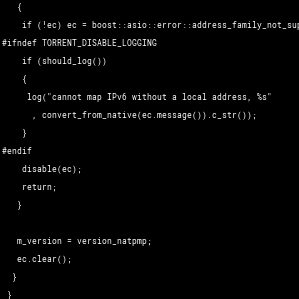 {
if (!ec) ec = boost::asio::error::address_family_not_sup
#ifndef TORRENT_DISABLE_LOGGING
if (should_log())
{
log("cannot map IPv6 without a local address, %s"
, convert_from_native(ec.message()).c_str());
}
#endif
disable(ec);
return;
}
m_version = version_natpmp;
ec.clear();
}
}